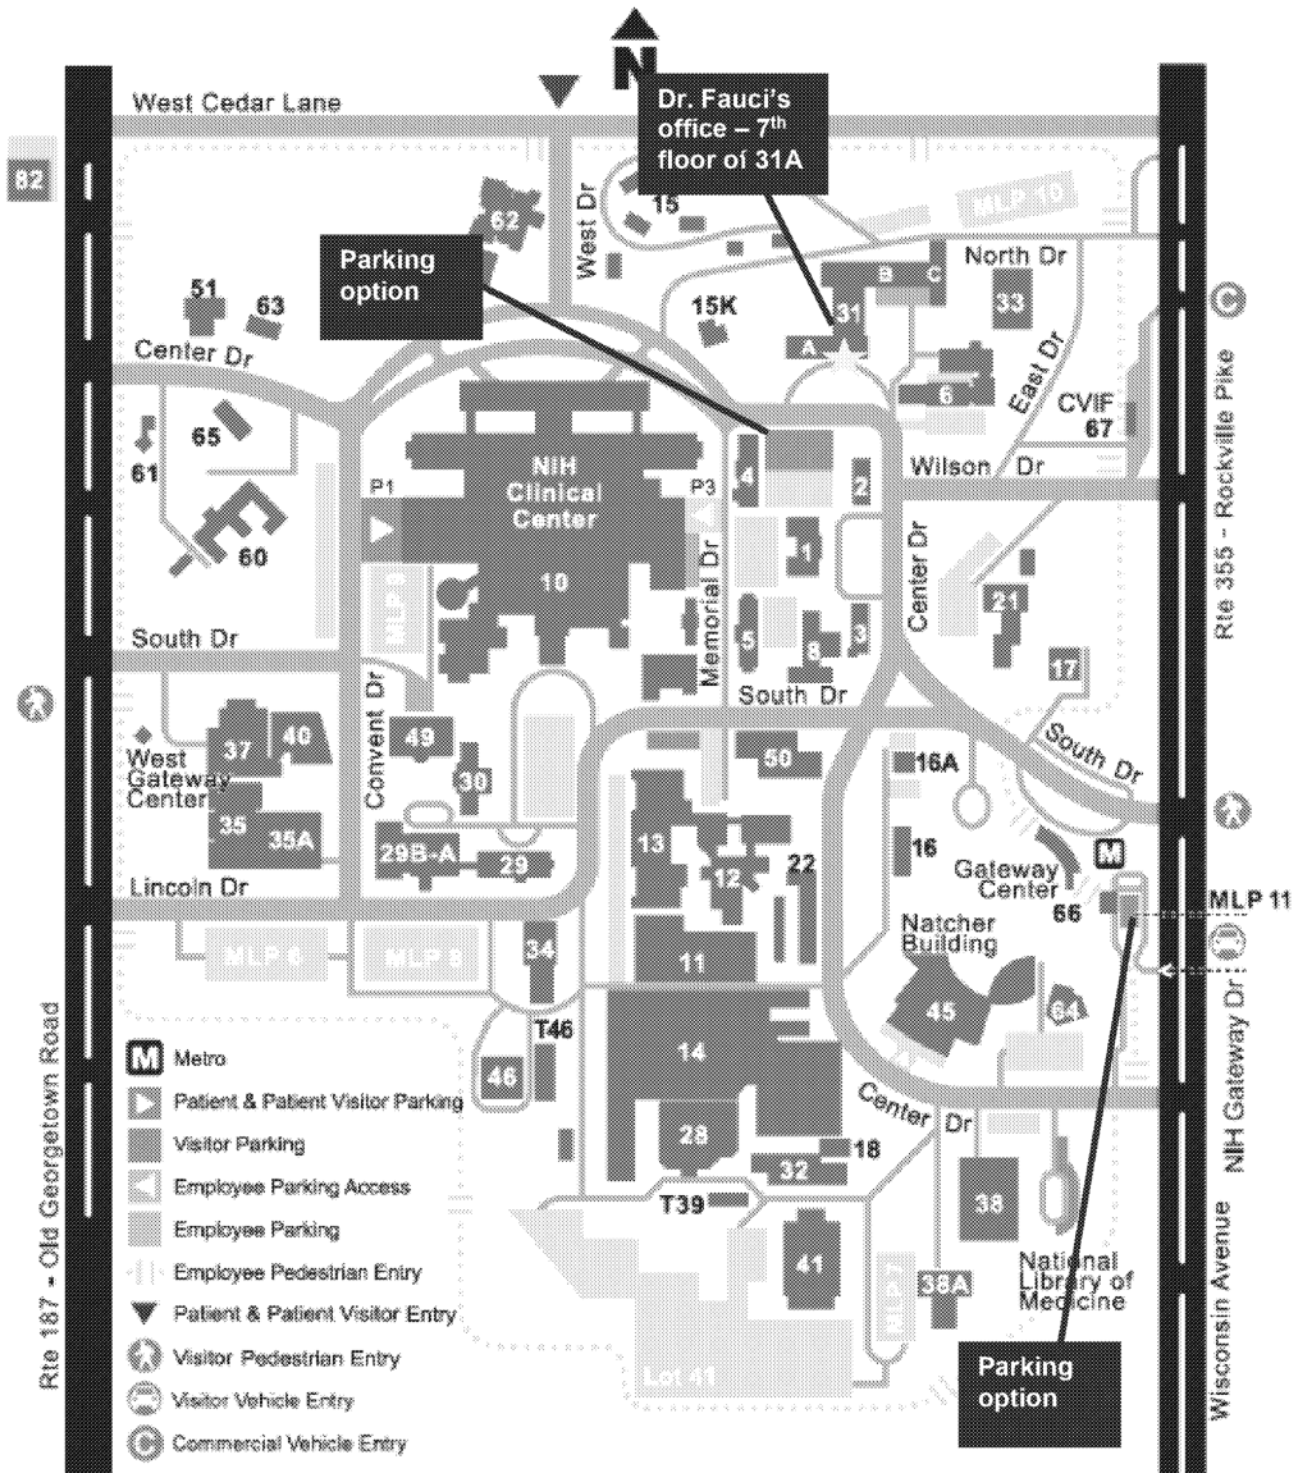 N
West Cedar Lane
Dr. Fauci's
office – 7th
floor of 31A
82
62
15
MLP 10
West Dr
North Dr
Parking
option
51
63
15K
B
C
31
33
A
C
Center Dr
6
East Dr
CVIF
67
65
61
NIH
Clinical
Center
P1
P3
4
2
Wilson Dr
60
10
1
Memorial Dr
Center Dr
21
Rte 355 - Rockville Pike
South Dr
5
8
3
17
South Dr
Convent Dr
37
40
West
Gateway
Center
49
30
50
16A
South Dr
35
35A
29B-A
29
13
12
22
16
M
Gateway
Center
66
MLP 11
Lincoln Dr
Natcher
Building
MLP 6
MLP 8
34
11
45
64
NIH Gateway Dr
T46
46
14
28
Center Dr
18
32
T39
38
41
MLP 7
38A
National
Library of
Medicine
Lot 41
Parking
option
Wisconsin Avenue
Rte 187 - Old Georgetown Road
M Metro
Patient & Patient Visitor Parking
Visitor Parking
Employee Parking Access
Employee Parking
Employee Pedestrian Entry
Patient & Patient Visitor Entry
Visitor Pedestrian Entry
Visitor Vehicle Entry
C Commercial Vehicle Entry